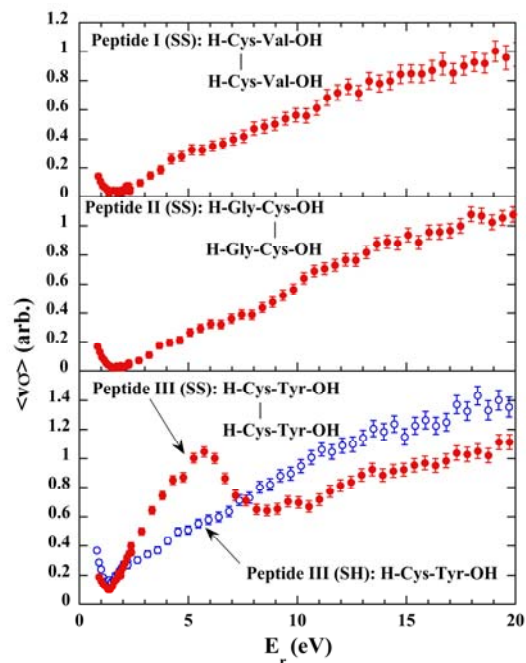 1.2
Peptide I (SS): H-Cys-Val-OH
1
H-Cys-Val-OH
0.8
0.6
0.4
0.2
0
Peptide II (SS): H-Gly-Cys-OH
1
H-Gly-Cys-OH
0.8
0.6
0.4
0.2
0
<vσ> (arb.)
Peptide III (SS): H-Cys-Tyr-OH
1.4
H-Cys-Tyr-OH
1.2
1
0.8
0.6
0.4
Peptide III (SH): H-Cys-Tyr-OH
0.2
0
0 5 10 15 20
E r (eV)